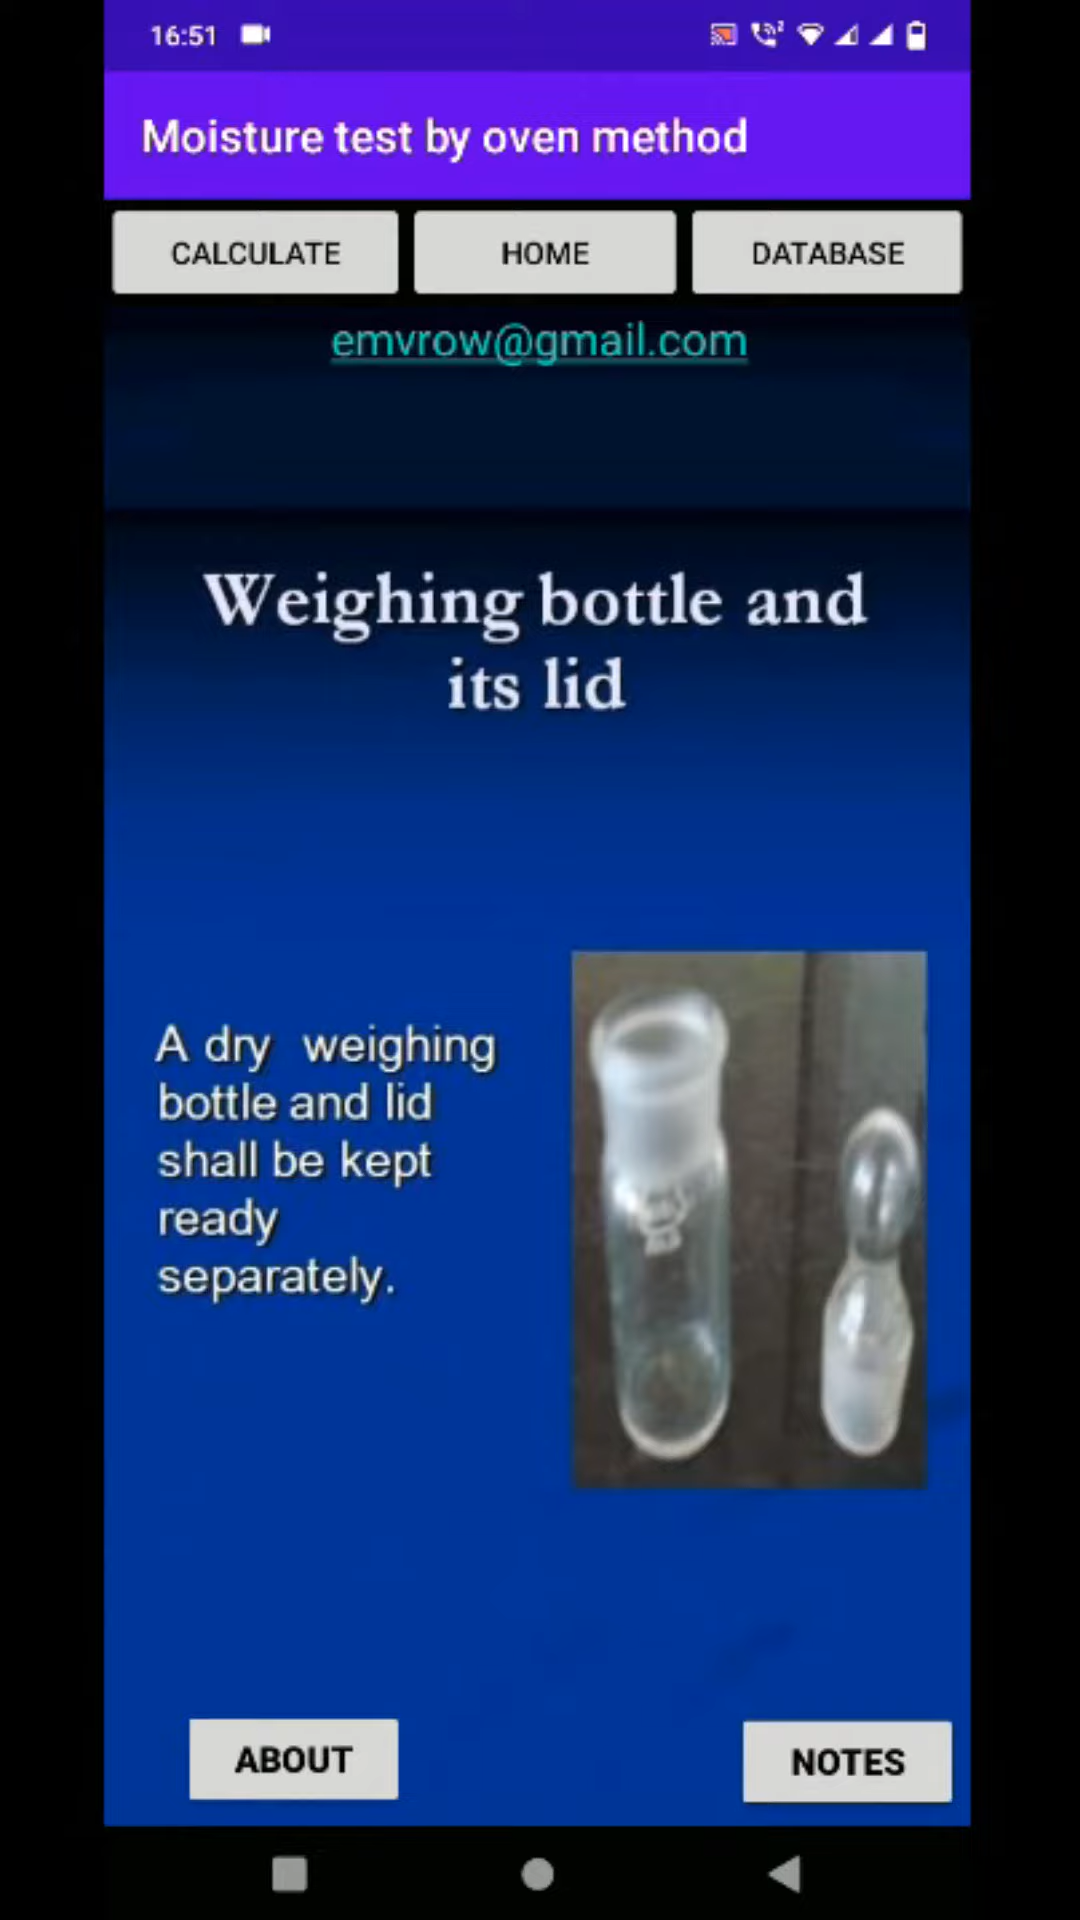 16:51
Moisture test by oven method
CALCULATE HOME DATABASE
emvrow@gmail.com
Weighing bottle and
its lid
A dry weighing
bottle and lid
shall be kept
ready
separately.
ABOUT NOTES